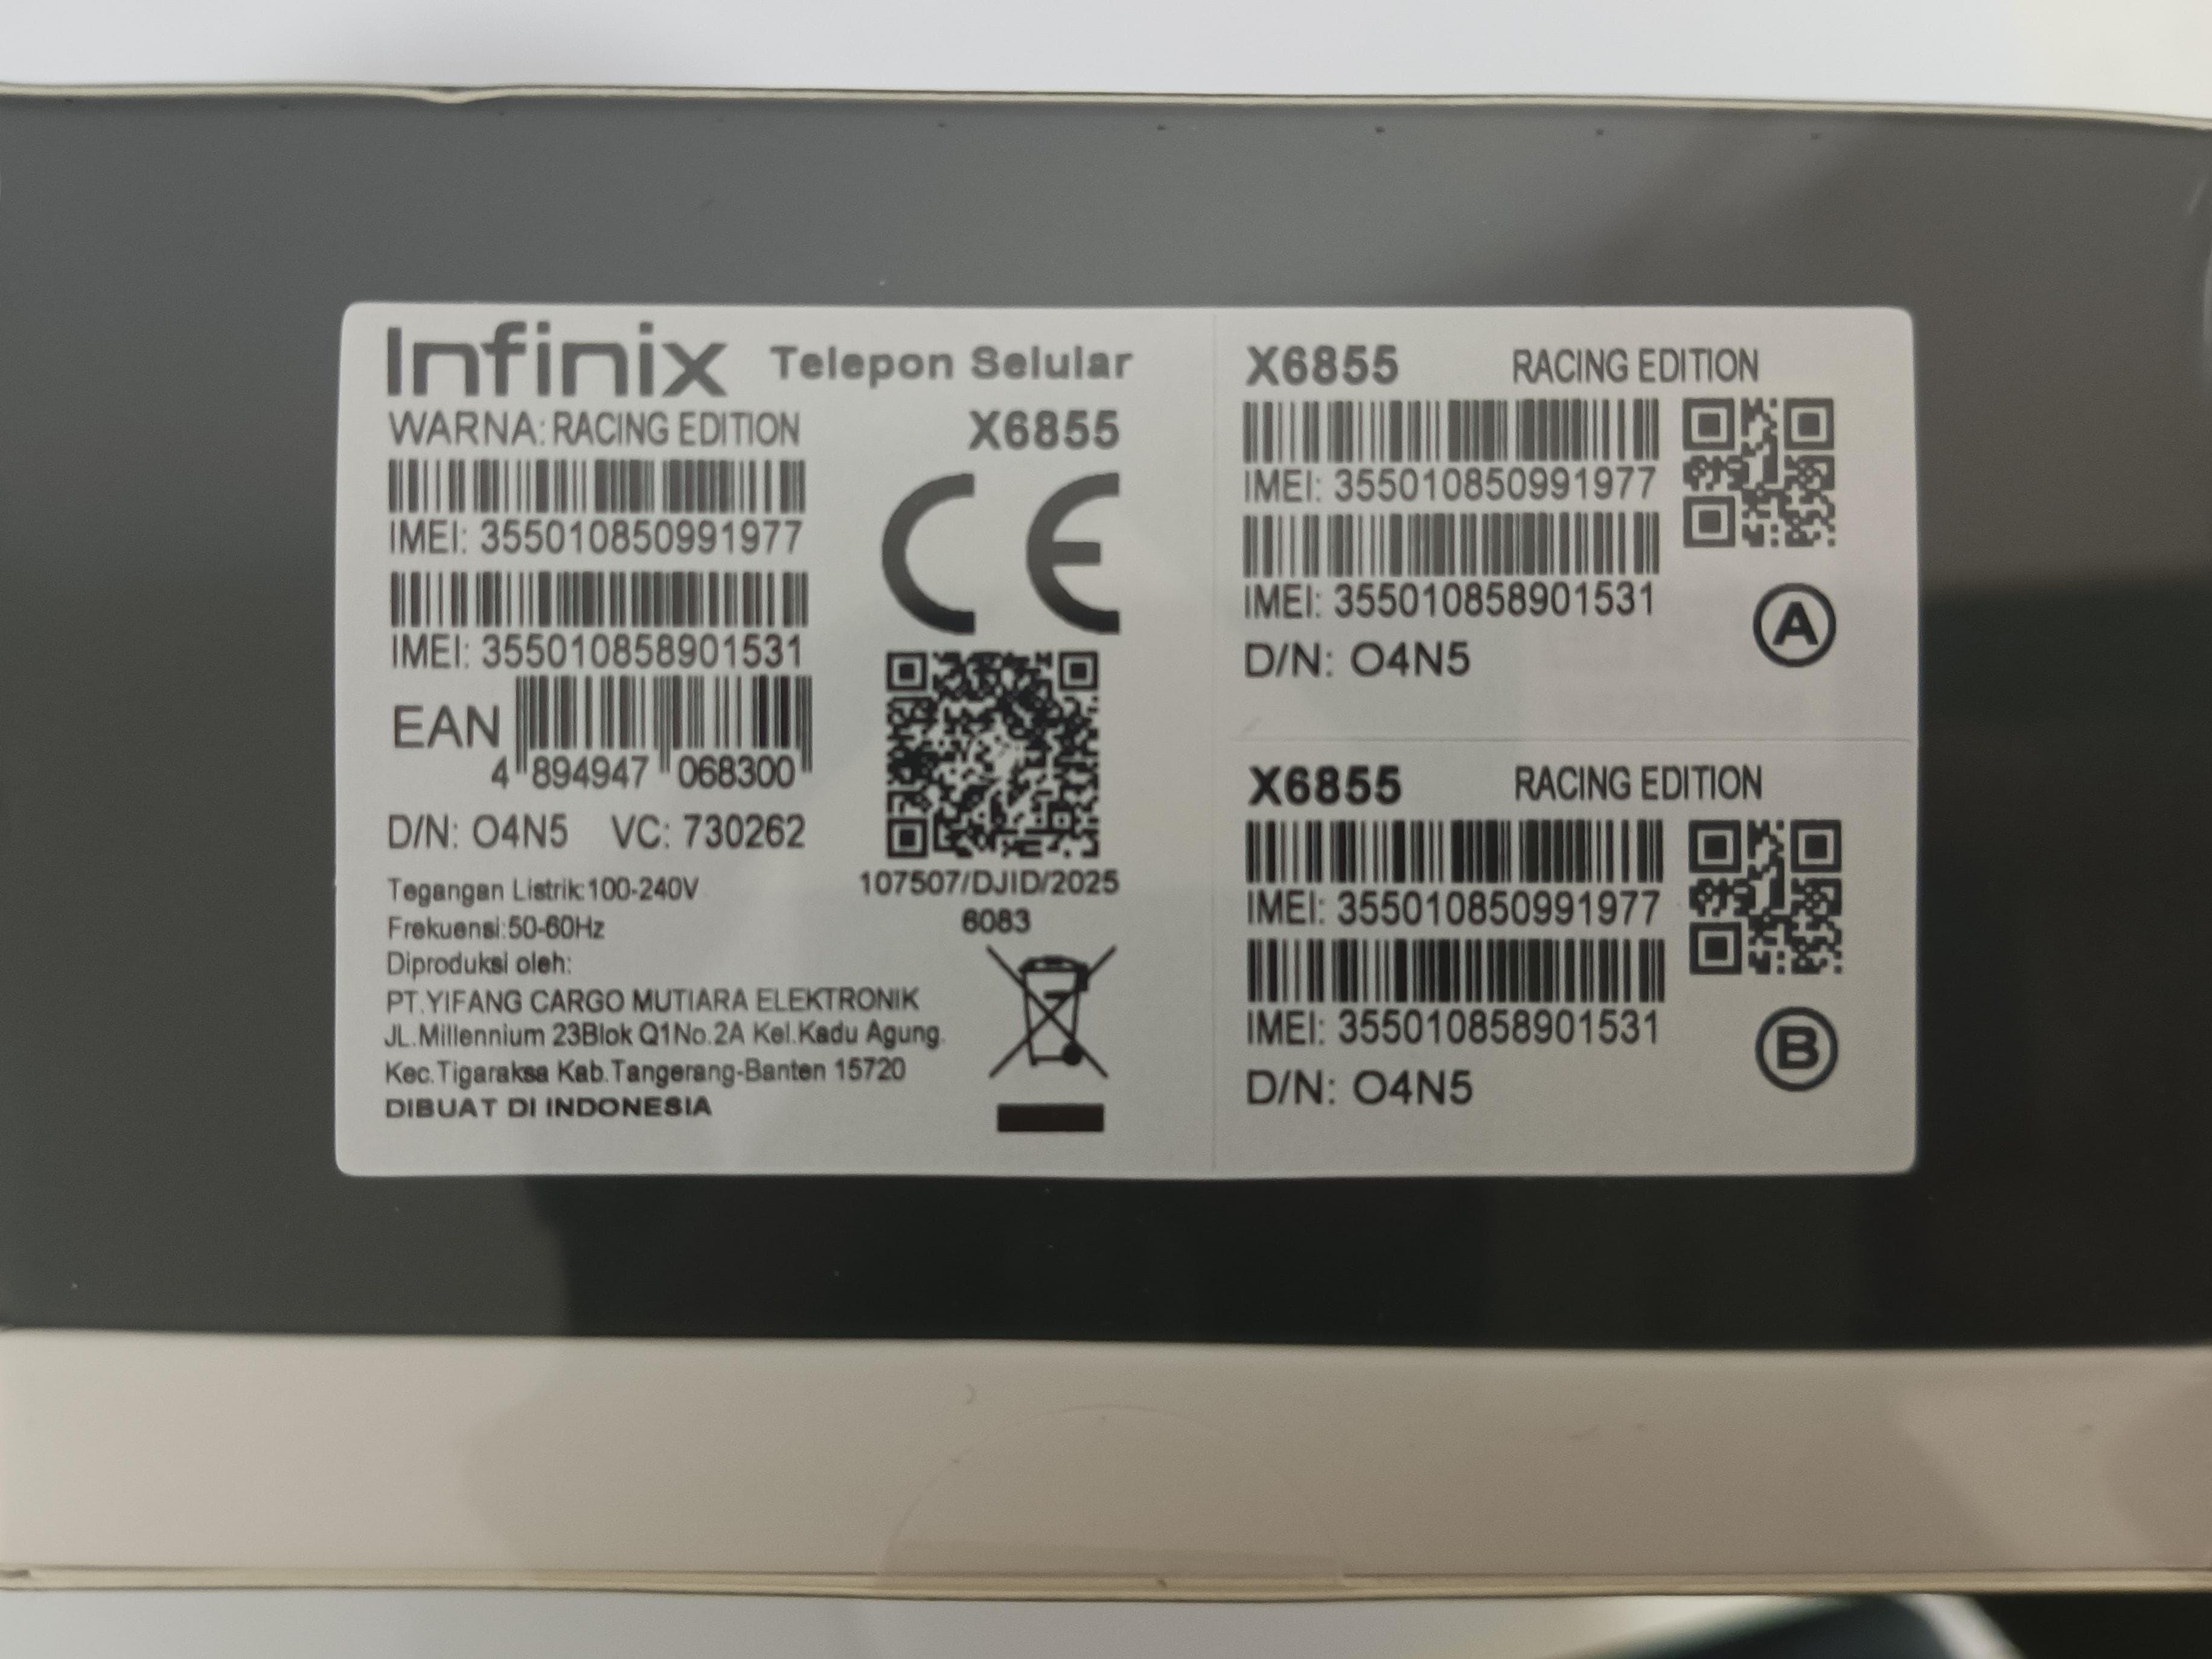 Infinix Telepon Selular
WARNA: RACING EDITION X6855
IMEI: 355010850991977
IMEI: 355010858901531
EAN
4 894947 068300
D/N: O4N5 VC: 730262
107507/DJID/2025
6083
Tegangan Listrik:100-240V
Frekuensi:50-60Hz
Diproduksi oleh:
PT.YIFANG CARGO MUTIARA ELEKTRONIK
JL.Millennium 23Blok Q1No.2A Kel.Kadu Agung.
Kec.Tigaraksa Kab.Tangerang-Banten 15720
DIBUAT DI INDONESIA
CE
X6855 RACING EDITION
IMEI: 355010850991977
IMEI: 355010858901531
D/N: O4N5
A
X6855 RACING EDITION
IMEI: 355010850991977
IMEI: 355010858901531
D/N: O4N5
B